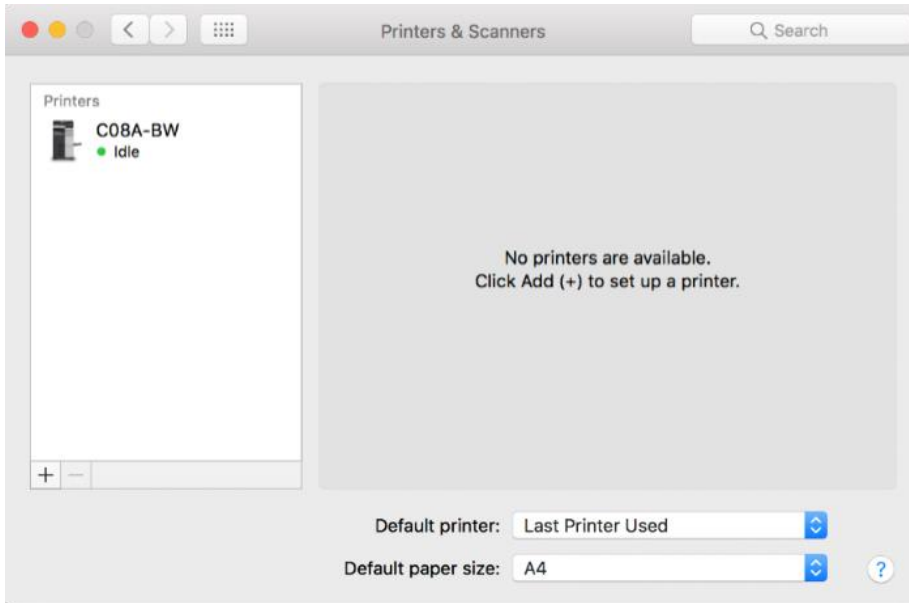 Printers & Scanners
Search
Printers
C08A-BW
Idle
No printers are available.
Click Add (+) to set up a printer.
+ −
Default printer: Last Printer Used
Default paper size: A4
?